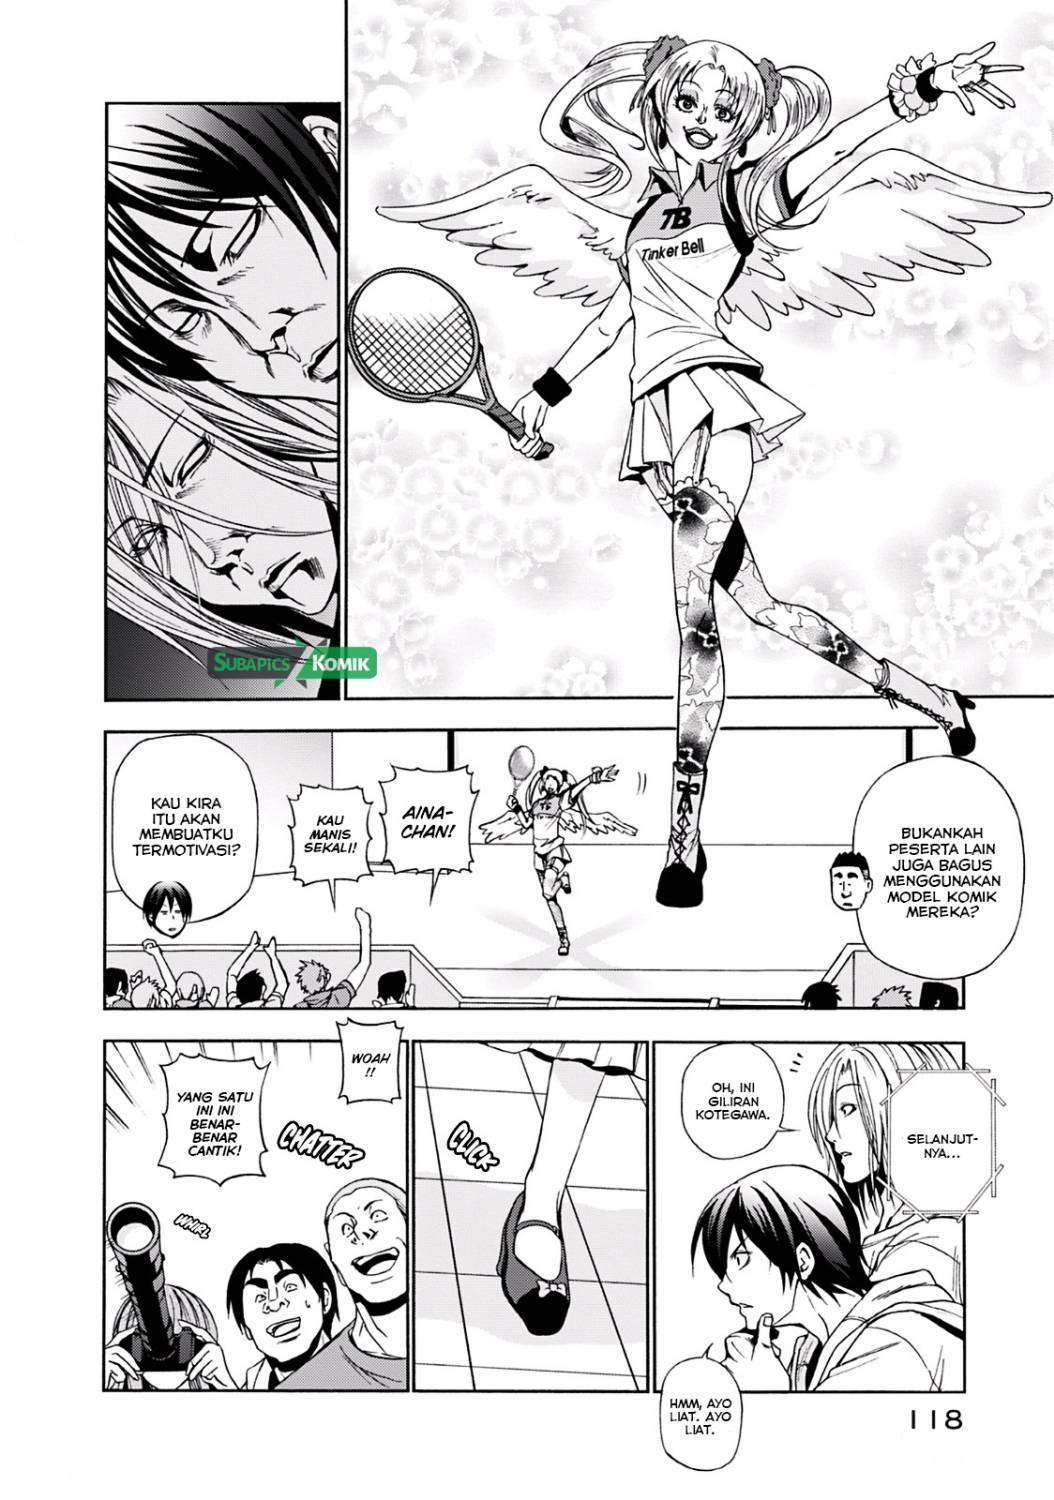 TB
Tinker Bell
SUBAPICS KOMIK
KAU KIRA
ITU AKAN
MEMBUATKU
TERMOTIVASI?
KAU
MANIS
SEKALI!
AINA-
CHAN!
BUKANKAH
PESERTA LAIN
JUGA BAGUS
MENGGUNAKAN
MODEL KOMIK
MEREKA?
TB
WOAH
!!
YANG SATU
INI INI
BENAR-
BENAR
CANTIK!
CHATTER
WHIRL
CLICK
OH, INI
GILIRAN
KOTEGAWA.
SELANJUT-
NYA...
HMM, AYO
LIAT. AYO
LIAT.
118